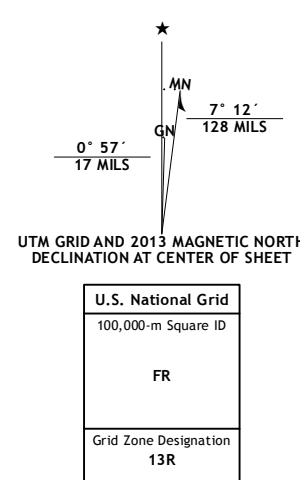 ★
MN
7° 12´
128 MILS
GN
0° 57´
17 MILS
UTM GRID AND 2013 MAGNETIC NORTH
DECLINATION AT CENTER OF SHEET
U.S. National Grid
100,000-m Square ID
FR
Grid Zone Designation
13R